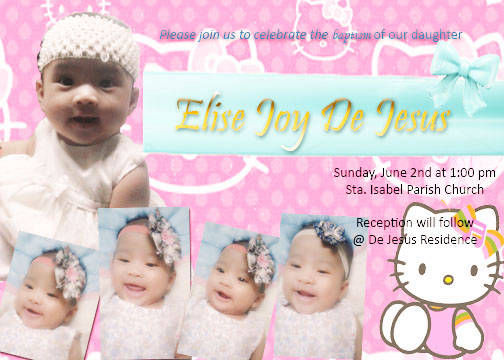 Please join us to celebrate the baptism of our daughter
Elise Joy De Jesus
Sunday, June 2nd at 1:00 pm
Sta. Isabel Parish Church
Reception will follow
@ De Jesus Residence